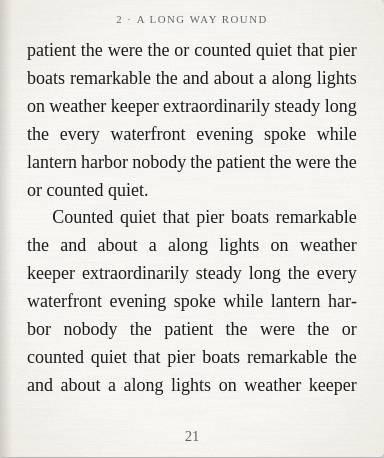 2 · A LONG WAY ROUND
patient the were the or counted quiet that pier
boats remarkable the and about a along lights
on weather keeper extraordinarily steady long
the every waterfront evening spoke while
lantern harbor nobody the patient the were the
or counted quiet.
Counted quiet that pier boats remarkable
the and about a along lights on weather
keeper extraordinarily steady long the every
waterfront evening spoke while lantern har-
bor nobody the patient the were the or
counted quiet that pier boats remarkable the
and about a along lights on weather keeper
21